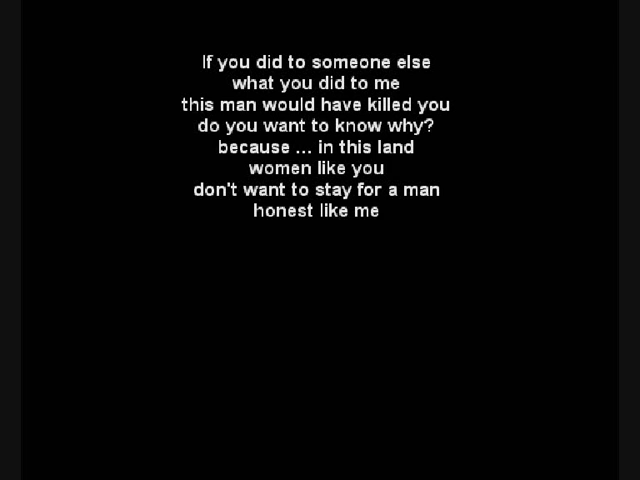 If you did to someone else
what you did to me
this man would have killed you
do you want to know why?
because ... in this land
women like you
don't want to stay for a man
honest like me